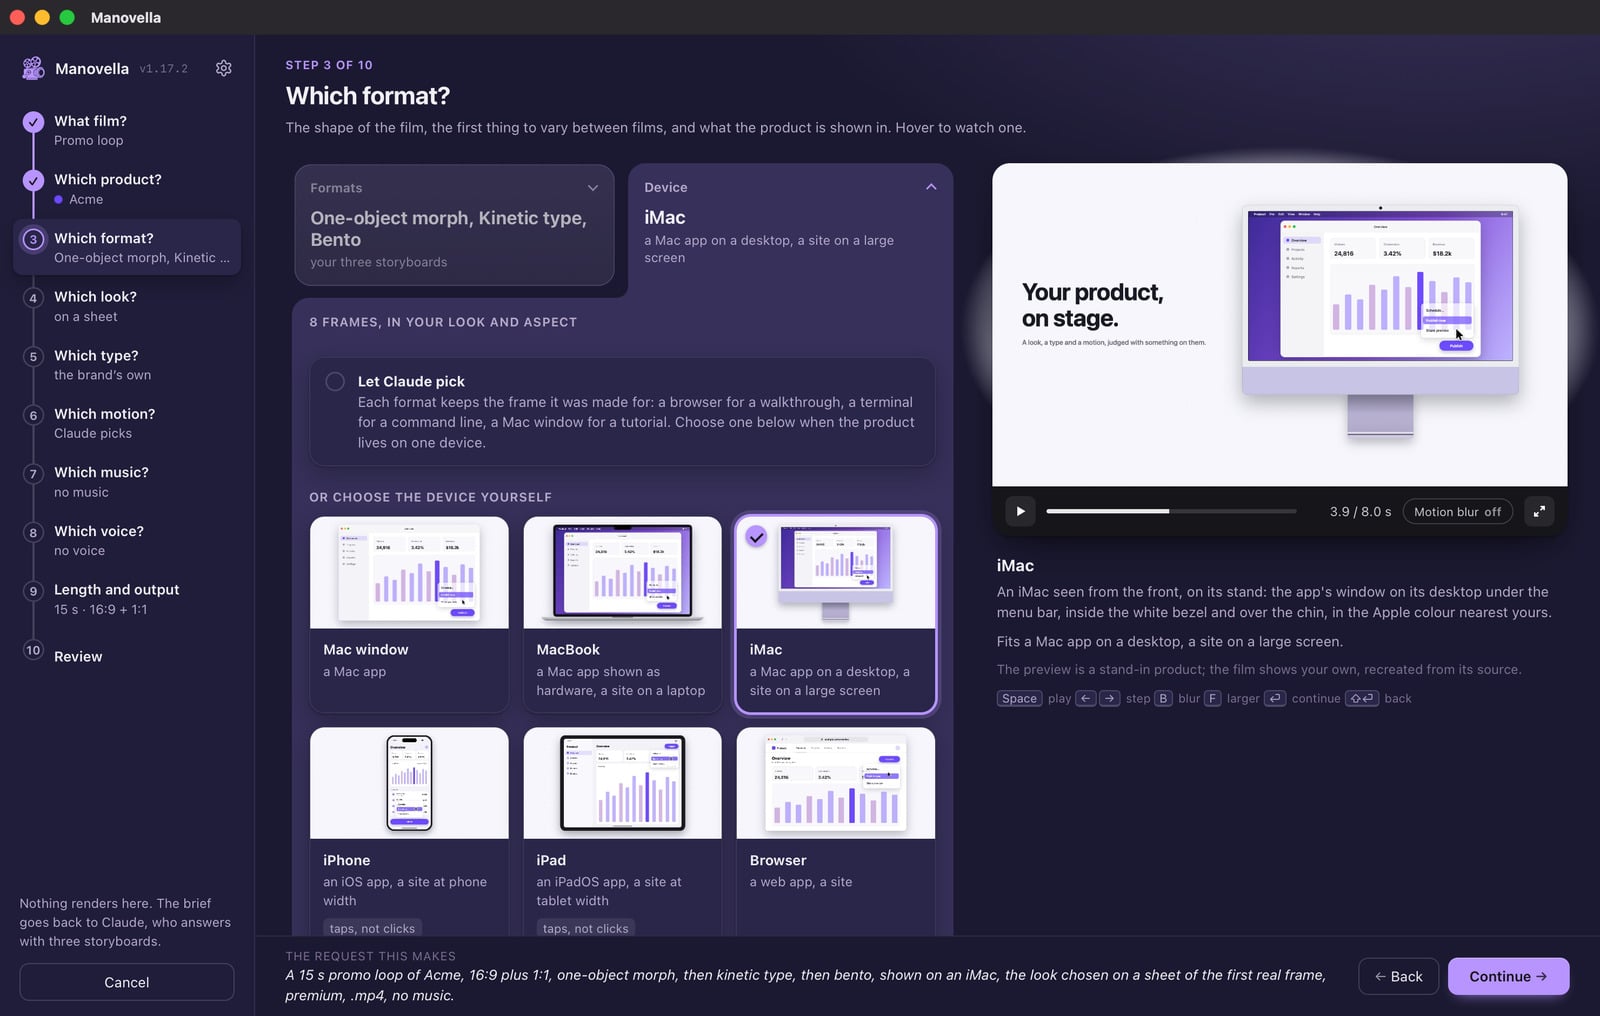 Manovella
Manovella v1.17.2
What film?
Promo loop
Which product?
Acme
3
Which format?
One-object morph, Kinetic ...
4
Which look?
on a sheet
5
Which type?
the brand's own
6
Which motion?
Claude picks
7
Which music?
no music
8
Which voice?
no voice
9
Length and output
15 s · 16:9 + 1:1
10
Review
Nothing renders here. The brief
goes back to Claude, who answers
with three storyboards.
Cancel
STEP 3 OF 10
Which format?
The shape of the film, the first thing to vary between films, and what the product is shown in. Hover to watch one.
Formats
One-object morph, Kinetic type,
Bento
your three storyboards
Device
iMac
a Mac app on a desktop, a site on a large
screen
8 FRAMES, IN YOUR LOOK AND ASPECT
Let Claude pick
Each format keeps the frame it was made for: a browser for a walkthrough, a terminal
for a command line, a Mac window for a tutorial. Choose one below when the product
lives on one device.
OR CHOOSE THE DEVICE YOURSELF
Mac window
a Mac app
MacBook
a Mac app shown as
hardware, a site on a laptop
iMac
a Mac app on a desktop, a
site on a large screen
iPhone
an iOS app, a site at phone
width
taps, not clicks
iPad
an iPadOS app, a site at
tablet width
taps, not clicks
Browser
a web app, a site
Your product,
on stage.
A look, a type and a motion, judged with something on them.
Overview
24,816
3.42%
$18.2k
Publish
3.9 / 8.0 s
Motion blur off
iMac
An iMac seen from the front, on its stand: the app's window on its desktop under the
menu bar, inside the white bezel and over the chin, in the Apple colour nearest yours.
Fits a Mac app on a desktop, a site on a large screen.
The preview is a stand-in product; the film shows your own, recreated from its source.
Space play ← → step B blur F larger ⏎ continue ⇧⏎ back
THE REQUEST THIS MAKES
A 15 s promo loop of Acme, 16:9 plus 1:1, one-object morph, then kinetic type, then bento, shown on an iMac, the look chosen on a sheet of the first real frame,
premium, .mp4, no music.
← Back
Continue →